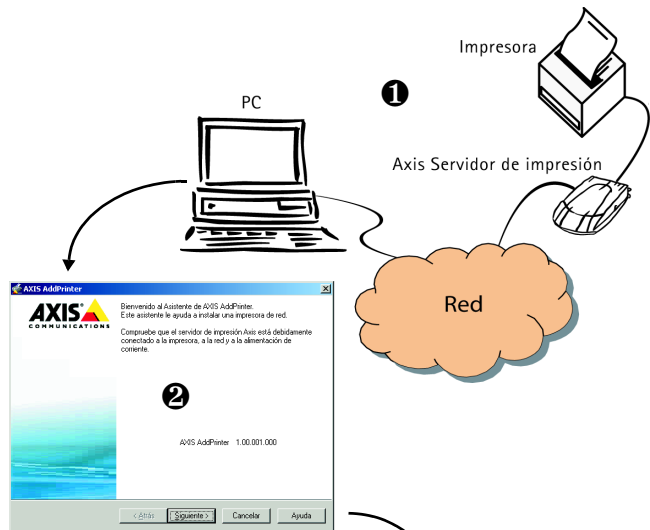 Impresora
❶
PC
Axis Servidor de impresión
Red
AXIS AddPrinter
AXIS
COMMUNICATIONS
Bienvenido al Asistente de AXIS AddPrinter.
Este asistente le ayuda a instalar una impresora de red.
Compruebe que el servidor de impresión Axis está debidamente
conectado a la impresora, a la red y a la alimentación de
corriente.
❷
AXIS AddPrinter 1.00.001.000
< Atrás Siguiente > Cancelar Ayuda